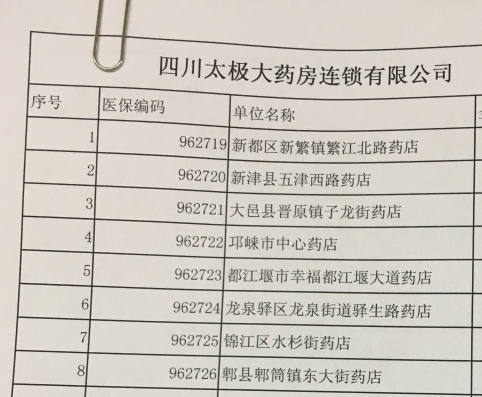 四川太极大药房连锁有限公司
序号 医保编码 单位名称
1 962719 新都区新繁镇繁江北路药店
2 962720 新津县五津西路药店
3 962721 大邑县晋原镇子龙街药店
4 962722 邛崃市中心药店
5 962723 都江堰市幸福都江堰大道药店
6 962724 龙泉驿区龙泉街道驿生路药店
7 962725 锦江区水杉街药店
8 962726 郫县郫筒镇东大街药店